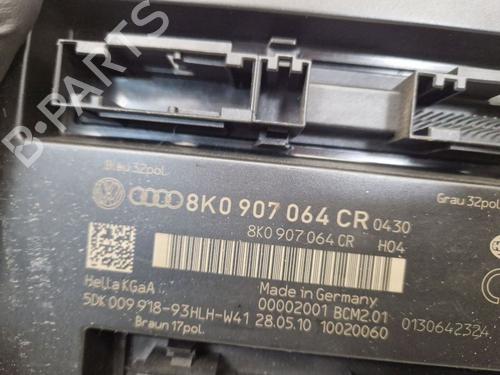 B-PARTS
Blau 32pol.
Grau 32pol.
8K0 907 064 CR 0430
8K0 907 064 CR H04
Hella KGaA
Made in Germany
00002001 BCM2.01
0130642324
5DK 009 918-93 HLH-W41 28.05.10 10020060
Braun 17pol.